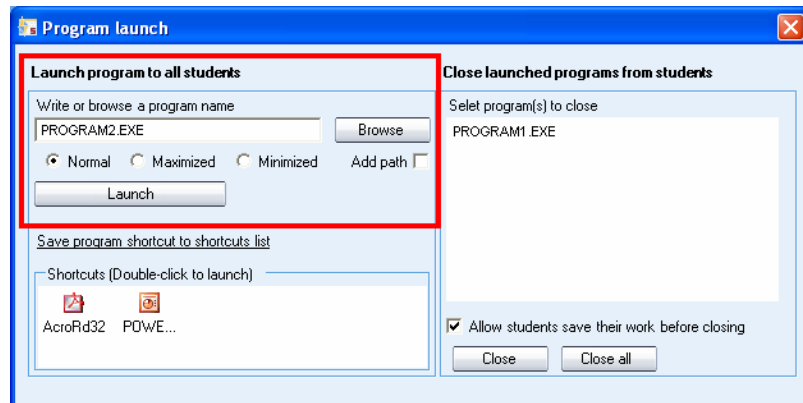 Program launch
Launch program to all students
Write or browse a program name
PROGRAM2.EXE
Browse
Normal Maximized Minimized Add path
Launch
Save program shortcut to shortcuts list
Shortcuts (Double-click to launch)
AcroRd32 POWE...
Close launched programs from students
Selet program(s) to close
PROGRAM1.EXE
Allow students save their work before closing
Close Close all